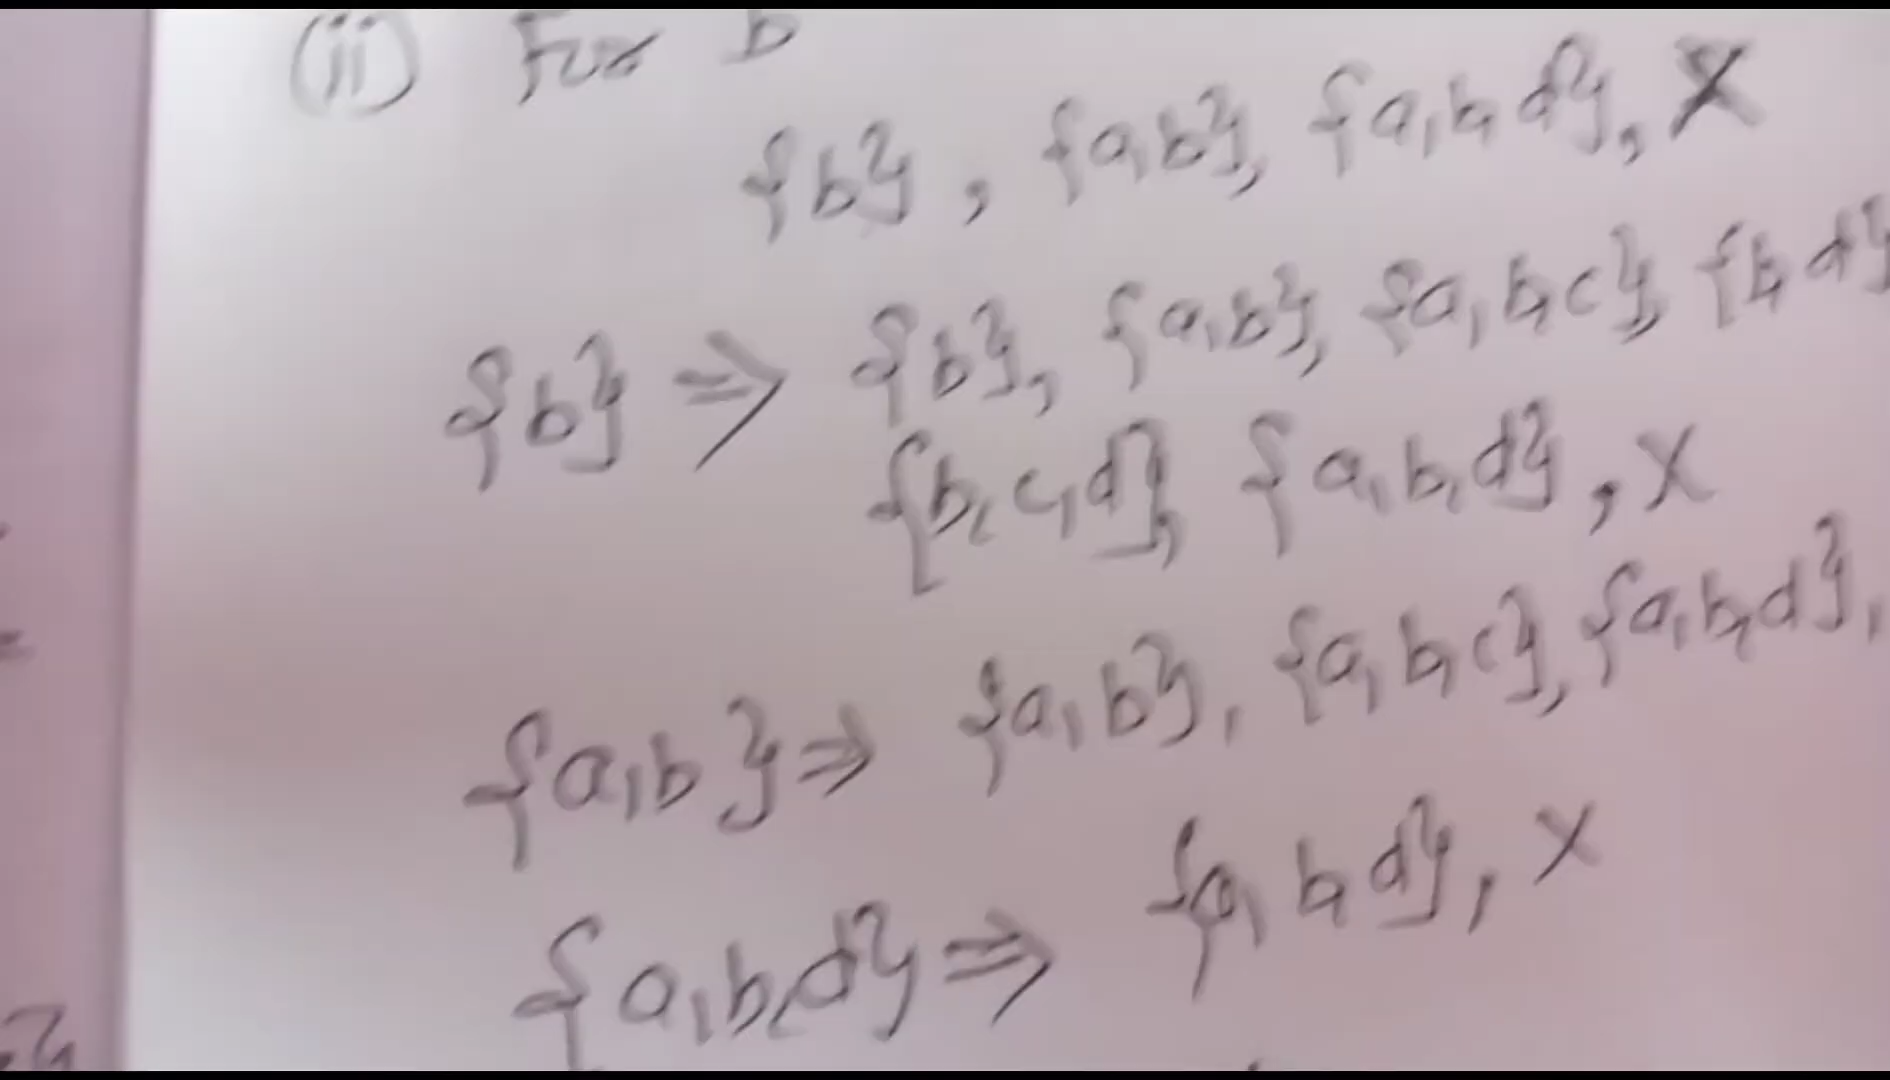 (ii) For b
{b}, {a,b}, {a,b,d}, X
{b} ⇒ {b}, {a,b}, {a,b,c}, {b,d}
{b,c,d}, {a,b,d}, X
{a,b} ⇒ {a,b}, {a,b,c}, {a,b,d},
{a,b,d} ⇒ {a,b,d}, X